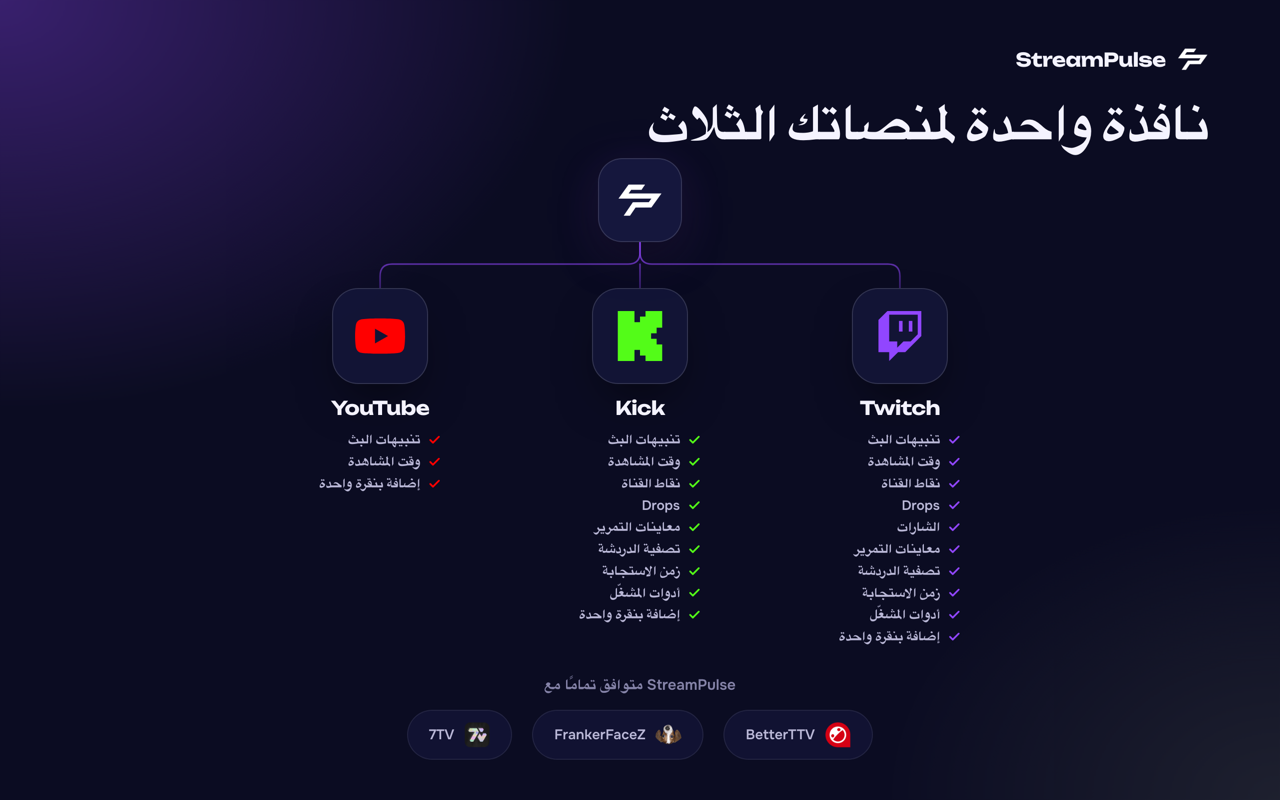 StreamPulse
نافذة واحدة لمنصاتك الثلاث
Twitch
تنبيهات البث
وقت المشاهدة
نقاط القناة
Drops
الشارات
معاينات التمرير
تصفية الدردشة
زمن الاستجابة
أدوات المشغّل
إضافة بنقرة واحدة
Kick
تنبيهات البث
وقت المشاهدة
نقاط القناة
Drops
معاينات التمرير
تصفية الدردشة
زمن الاستجابة
أدوات المشغّل
إضافة بنقرة واحدة
YouTube
تنبيهات البث
وقت المشاهدة
إضافة بنقرة واحدة
StreamPulse متوافق تمامًا مع
BetterTTV
FrankerFaceZ
7TV